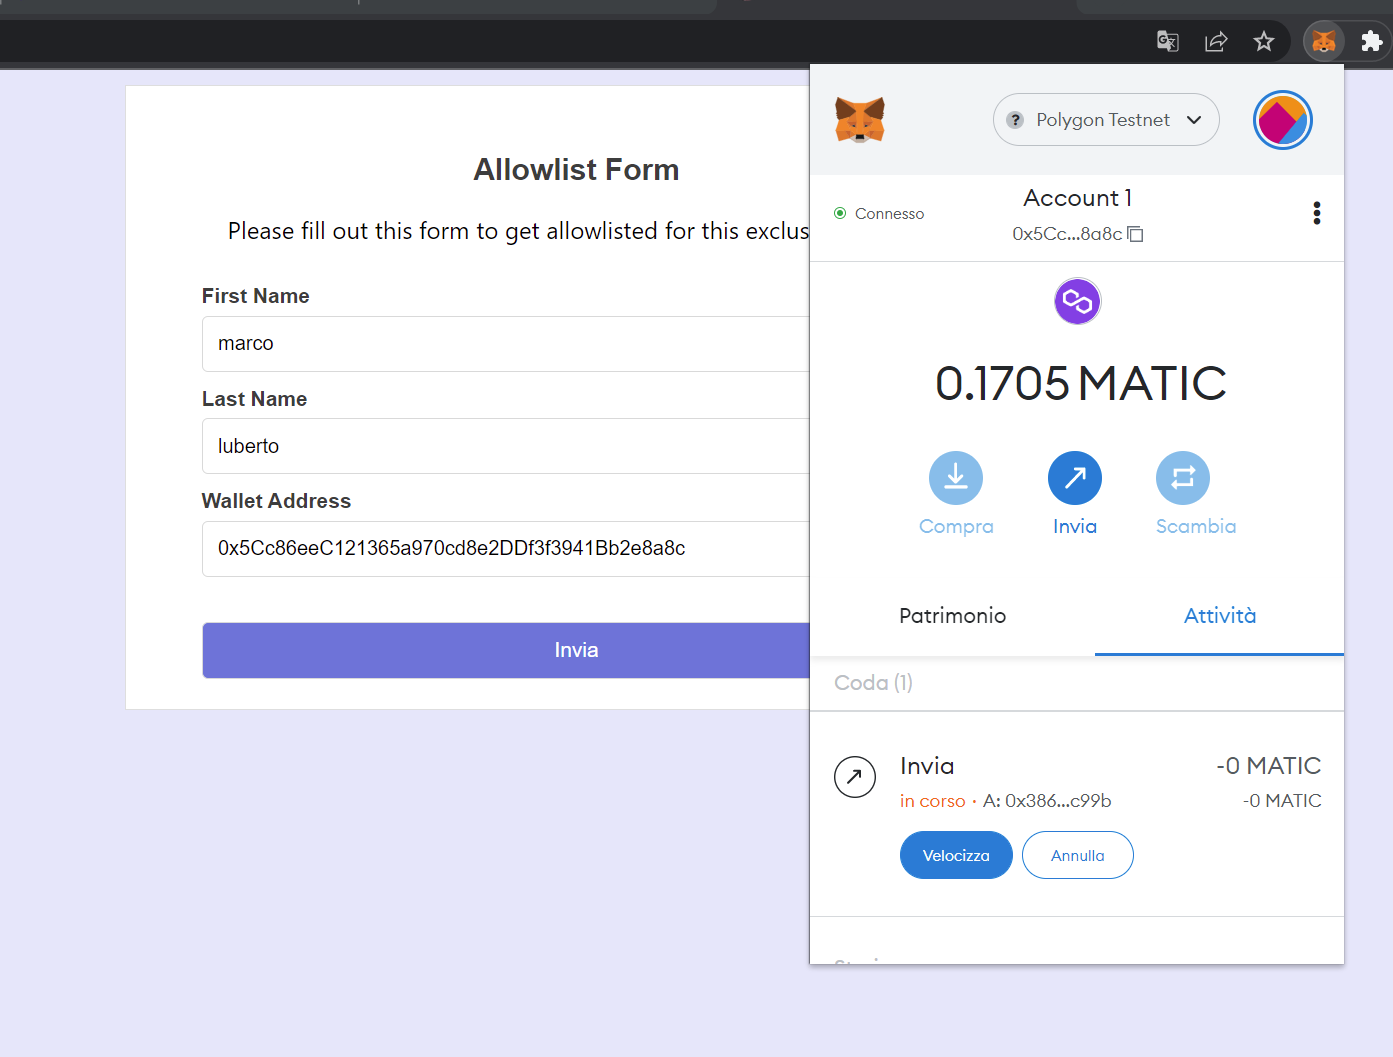 Allowlist Form
Please fill out this form to get allowlisted for this exclus
First Name
marco
Last Name
luberto
Wallet Address
0x5Cc86eeC121365a970cd8e2DDf3f3941Bb2e8a8c
Invia
? Polygon Testnet
Connesso
Account 1
0x5Cc...8a8c
0.1705 MATIC
Compra
Invia
Scambia
Patrimonio
Attività
Coda (1)
Invia
-0 MATIC
in corso · A: 0x386...c99b
-0 MATIC
Velocizza
Annulla